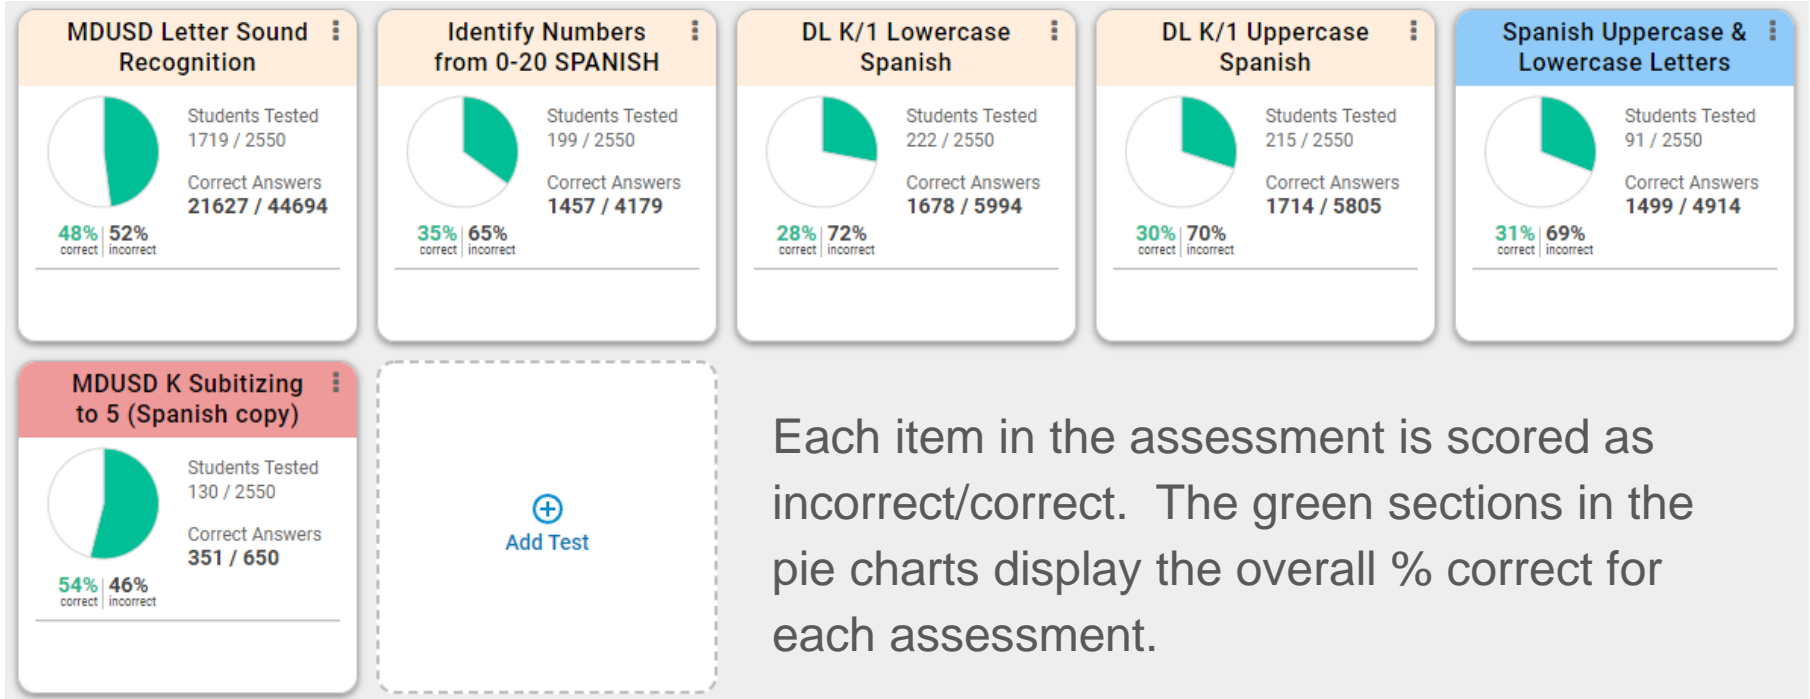 MDUSD Letter Sound
Recognition
Students Tested
1719 / 2550
Correct Answers
21627 / 44694
48% 52%
correct incorrect
Identify Numbers
from 0-20 SPANISH
Students Tested
199 / 2550
Correct Answers
1457 / 4179
35% 65%
correct incorrect
DL K/1 Lowercase
Spanish
Students Tested
222 / 2550
Correct Answers
1678 / 5994
28% 72%
correct incorrect
DL K/1 Uppercase
Spanish
Students Tested
215 / 2550
Correct Answers
1714 / 5805
30% 70%
correct incorrect
Spanish Uppercase &
Lowercase Letters
Students Tested
91 / 2550
Correct Answers
1499 / 4914
31% 69%
correct incorrect
MDUSD K Subitizing
to 5 (Spanish copy)
Students Tested
130 / 2550
Correct Answers
351 / 650
54% 46%
correct incorrect
Add Test
Each item in the assessment is scored as
incorrect/correct.  The green sections in the
pie charts display the overall % correct for
each assessment.